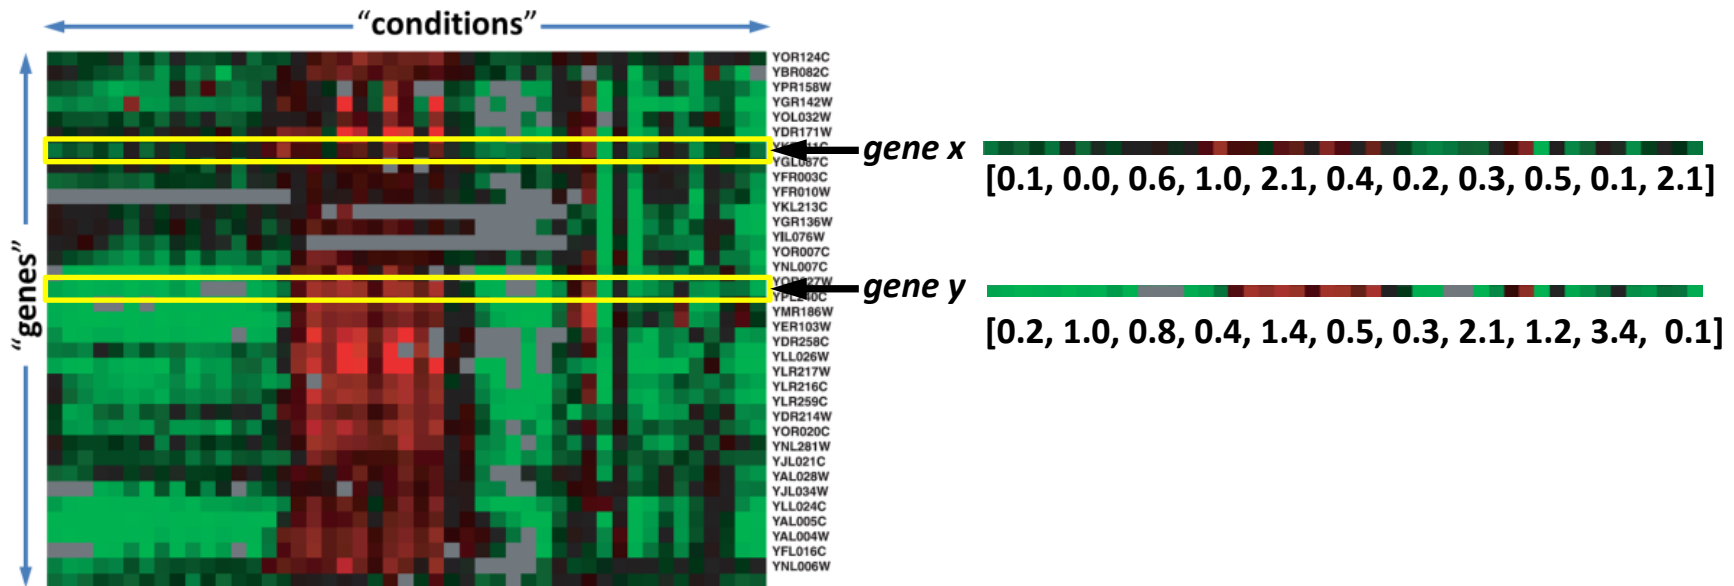 “conditions”
“genes”
YOR124C
YBR082C
YPR158W
YGR142W
YOL032W
YDR171W
YGL087C
YFR003C
YFR010W
YKL213C
YGR136W
YIL076W
YOR007C
YNL007C
YPL240C
YMR186W
YER103W
YDR258C
YLL026W
YLR217W
YLR216C
YLR259C
YDR214W
YOR020C
YNL281W
YJL021C
YAL028W
YJL034W
YLL024C
YAL005C
YAL004W
YFL016C
YNL006W
gene x
[0.1, 0.0, 0.6, 1.0, 2.1, 0.4, 0.2, 0.3, 0.5, 0.1, 2.1]
gene y
[0.2, 1.0, 0.8, 0.4, 1.4, 0.5, 0.3, 2.1, 1.2, 3.4, 0.1]